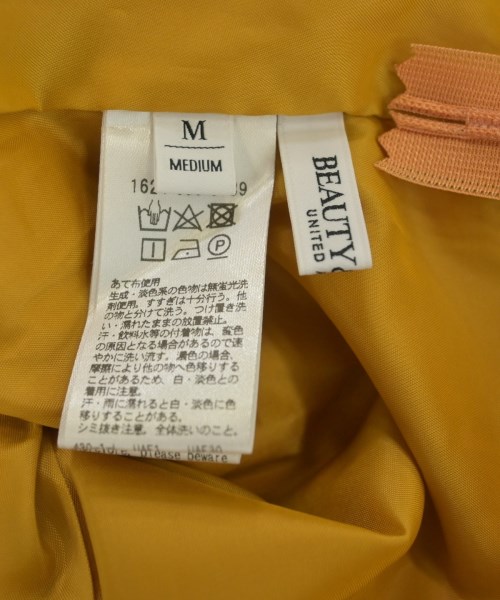 M
MEDIUM
BEAUTY
UNITED
あて布使用
生成・淡色系の色物は無蛍光洗
剤使用。すすぎは十分行う。他
の物と分けて洗う。つけ置き洗
い・濡れたままの放置禁止。
汗・飲料水等の付着物は、変色
の原因となる場合があるので速
やかに洗い流す。濃色の場合、
摩擦により他の物へ色移りする
ことがあるため、白・淡色との
着用に注意。
汗・雨に濡れると白・淡色に色
移りすることがある。
シミ抜き注意。全体洗いのこと。
Please beware